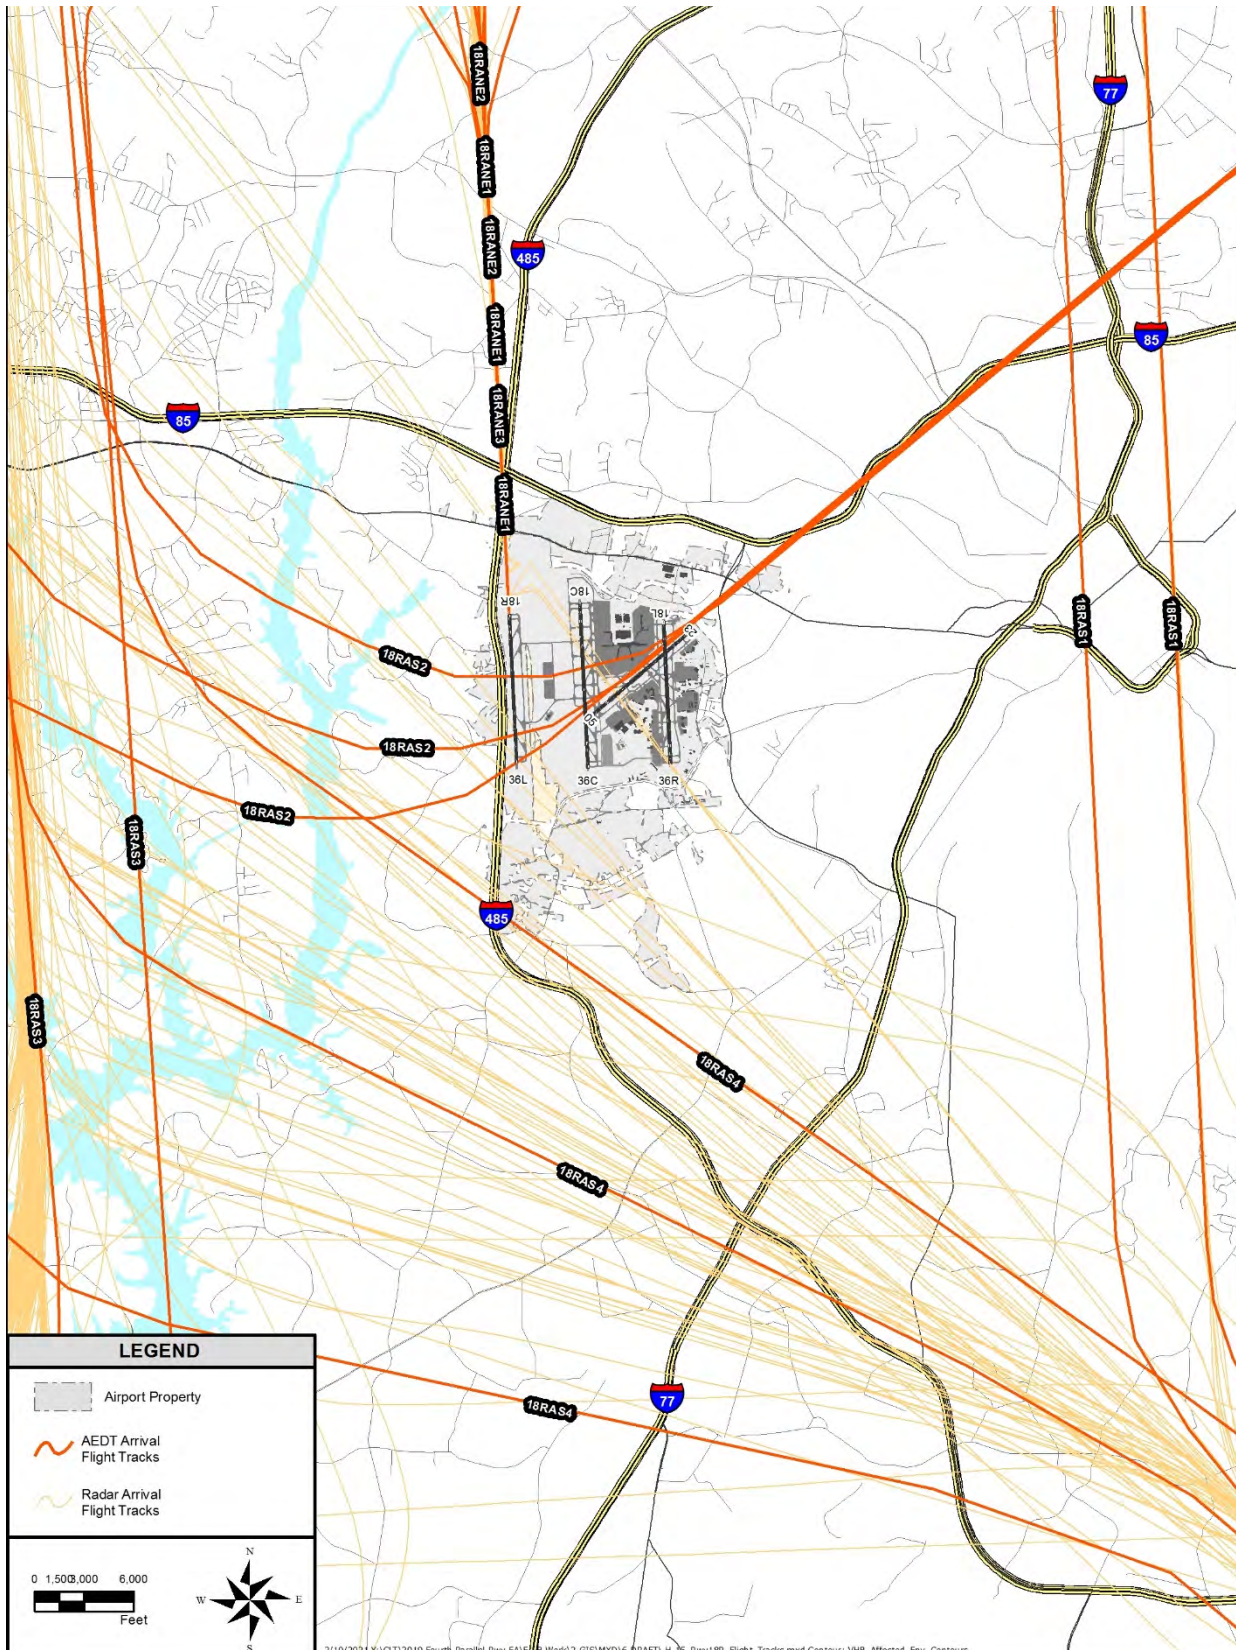 18RANE2
77
18RANE1
18RANE2
485
18RANE1
85
18RANE3
85
18RANE1
18R
18C
18L
23
18RAS1
18RAS1
18RAS2
05
18RAS2
36L
36C
36R
18RAS2
18RAS3
485
18RAS3
18RAS4
18RAS4
77
18RAS4
LEGEND
Airport Property
AEDT Arrival
Flight Tracks
Radar Arrival
Flight Tracks
N
W
E
S
0 1,500 3,000 6,000
Feet